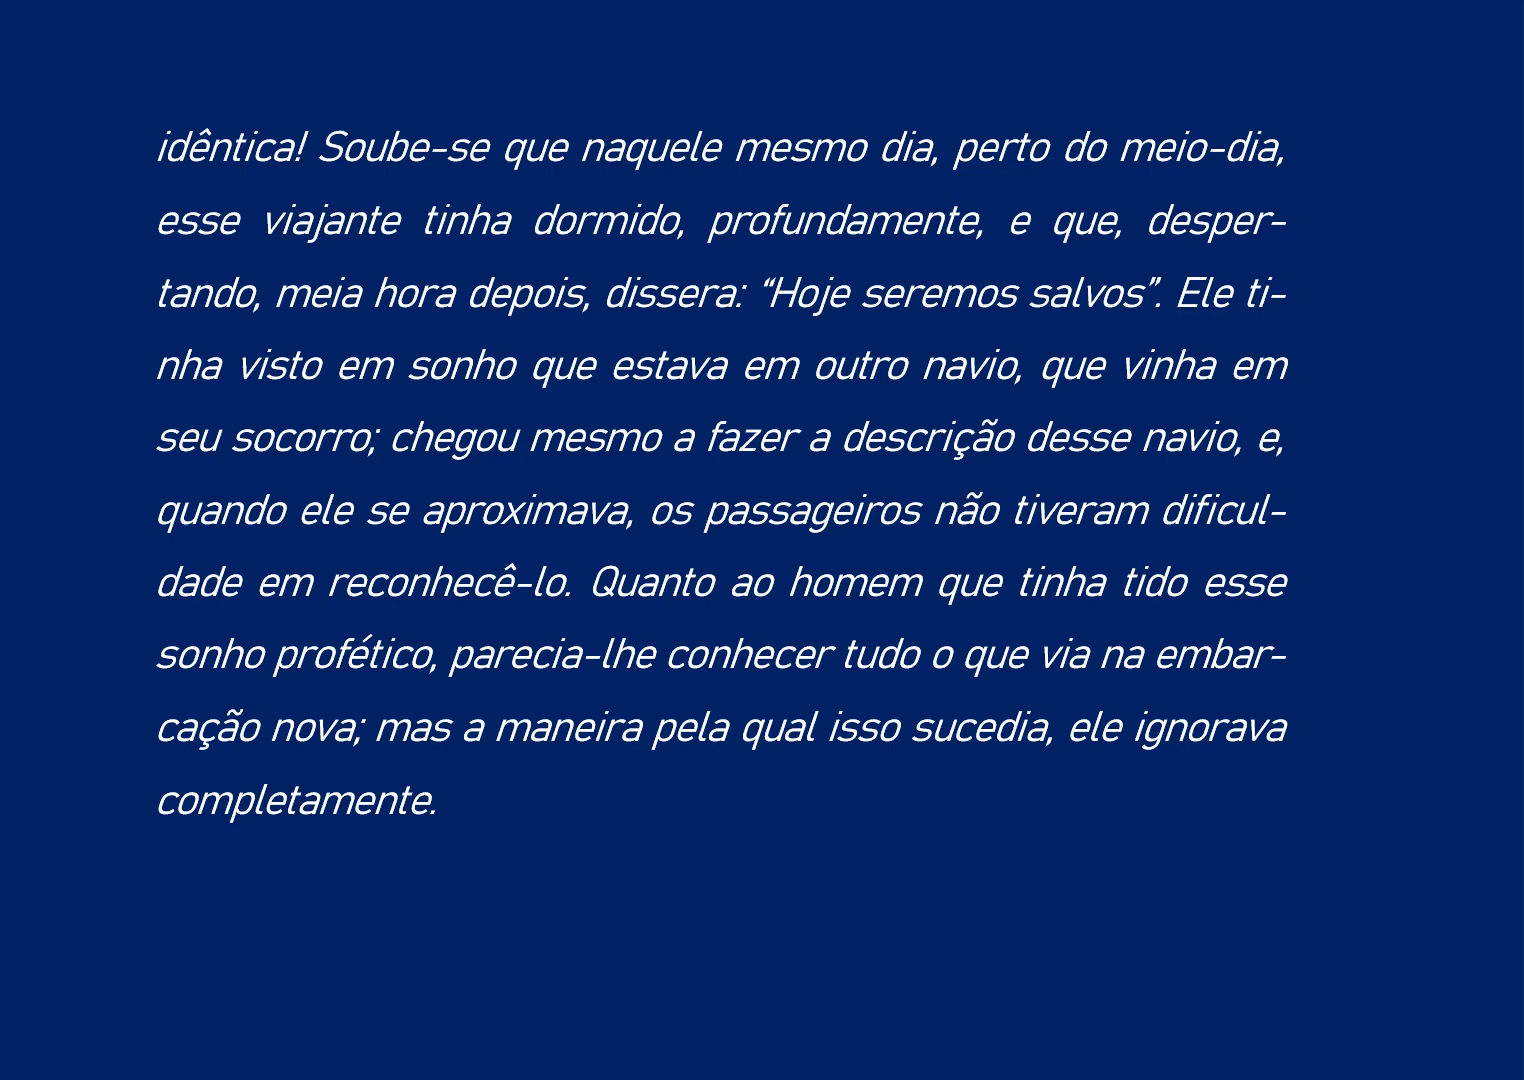 idêntica! Soube-se que naquele mesmo dia, perto do meio-dia,
esse viajante tinha dormido, profundamente, e que, desper-
tando, meia hora depois, dissera: “Hoje seremos salvos”. Ele ti-
nha visto em sonho que estava em outro navio, que vinha em
seu socorro; chegou mesmo a fazer a descrição desse navio, e,
quando ele se aproximava, os passageiros não tiveram dificul-
dade em reconhecê-lo. Quanto ao homem que tinha tido esse
sonho profético, parecia-lhe conhecer tudo o que via na embar-
cação nova; mas a maneira pela qual isso sucedia, ele ignorava
completamente.